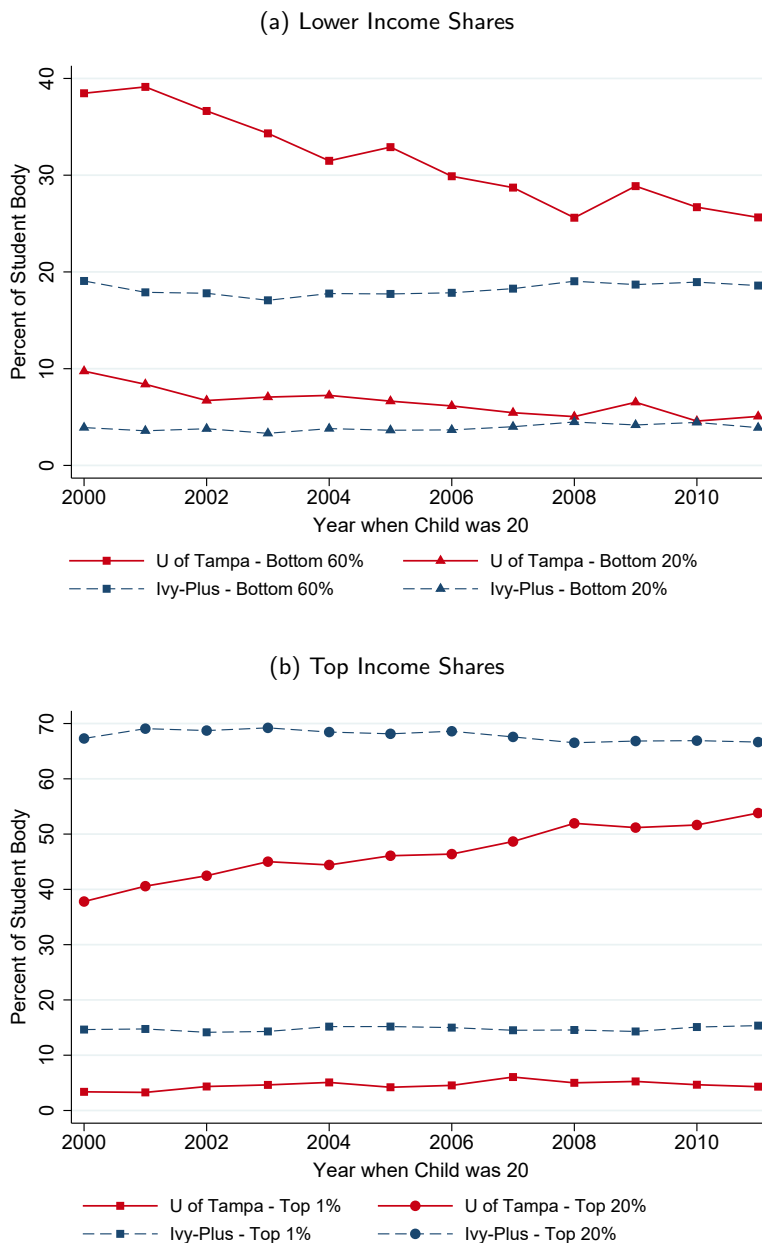 (a) Lower Income Shares
40
30
20
10
0
Percent of Student Body
2000 2002 2004 2006 2008 2010
Year when Child was 20
U of Tampa - Bottom 60% U of Tampa - Bottom 20%
Ivy-Plus - Bottom 60% Ivy-Plus - Bottom 20%
(b) Top Income Shares
70
60
50
40
30
20
10
0
Percent of Student Body
2000 2002 2004 2006 2008 2010
Year when Child was 20
U of Tampa - Top 1% U of Tampa - Top 20%
Ivy-Plus - Top 1% Ivy-Plus - Top 20%